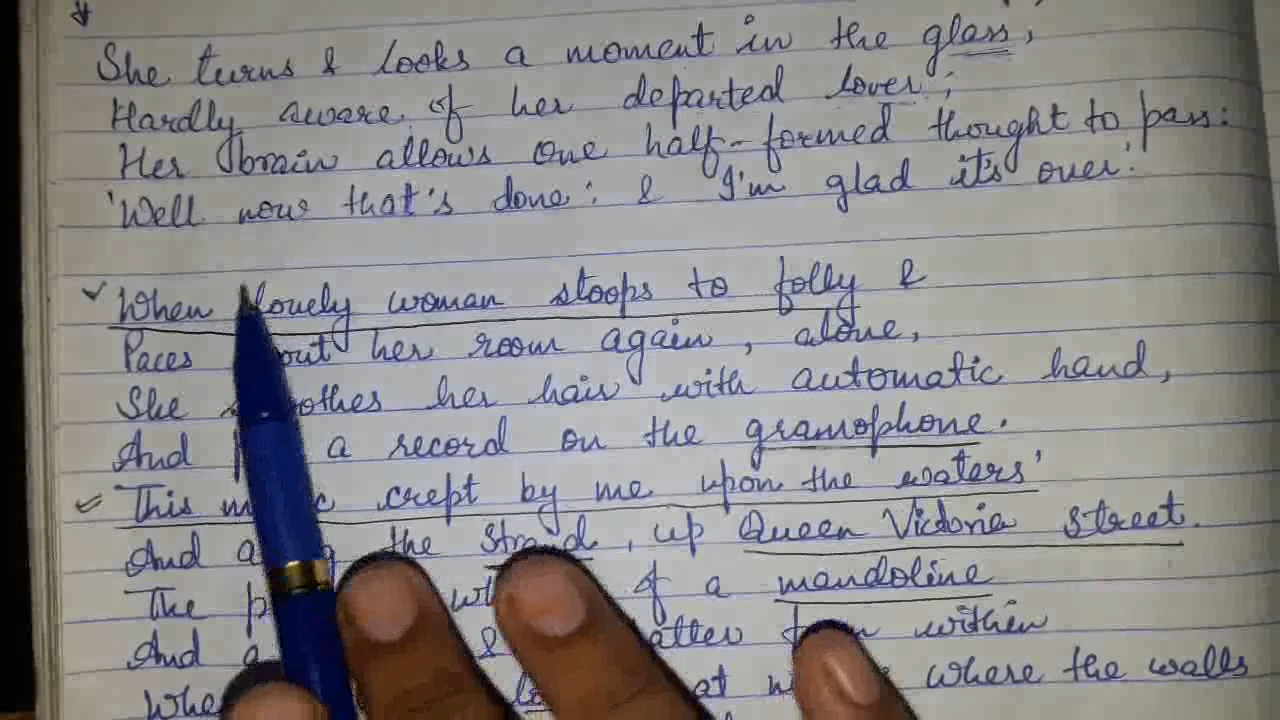 She turns & looks a moment in the glass,
Hardly aware of her departed lover;
Her brain allows one half-formed thought to pass:
'Well now that's done: & I'm glad it's over.'
When lovely woman stoops to folly &
Paces her room again, alone,
She her hair with automatic hand,
And a record on the gramophone.
This crept by me upon the waters'
And the Strand, up Queen Victoria street.
The of a mandoline
And & within
where the walls